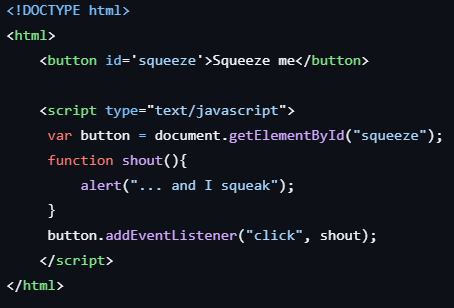 <!DOCTYPE html>
<html>
<button id='squeeze'>Squeeze me</button>
<script type="text/javascript">
var button = document.getElementById("squeeze");
function shout(){
alert("... and I squeak");
}
button.addEventListener("click", shout);
</script>
</html>